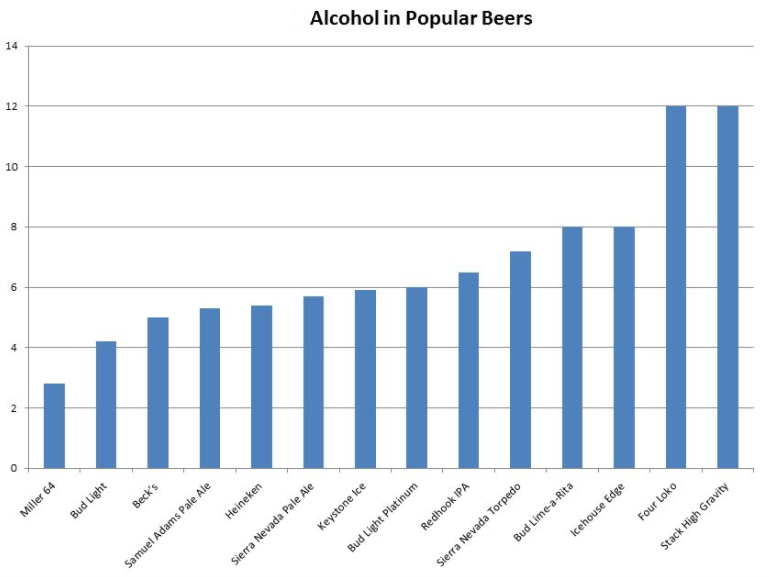 Alcohol in Popular Beers
14
12
10
8
6
4
2
0
Miller 64
Bud Light
Beck's
Samuel Adams Pale Ale
Heineken
Sierra Nevada Pale Ale
Keystone Ice
Bud Light Platinum
Redhook IPA
Sierra Nevada Torpedo
Bud Lime-a-Rita
Icehouse Edge
Four Loko
Stack High Gravity